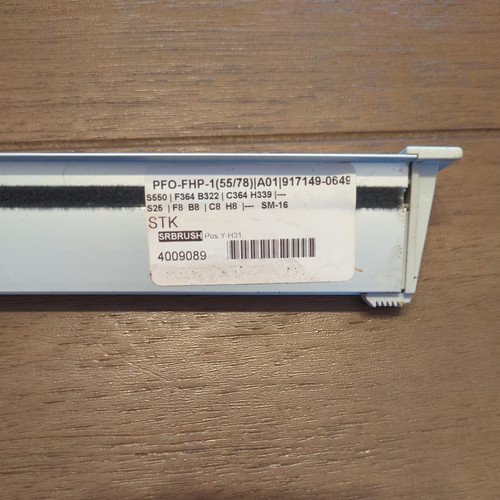 PFO-FHP-1(55/78)|A01|917149-0649
S550 | F364 B322 | C364 H339 |---
S25 | F8 B8 | C8 H8 |--- SM-16
STK
SRBRUSH Pos.Y-H31
4009089